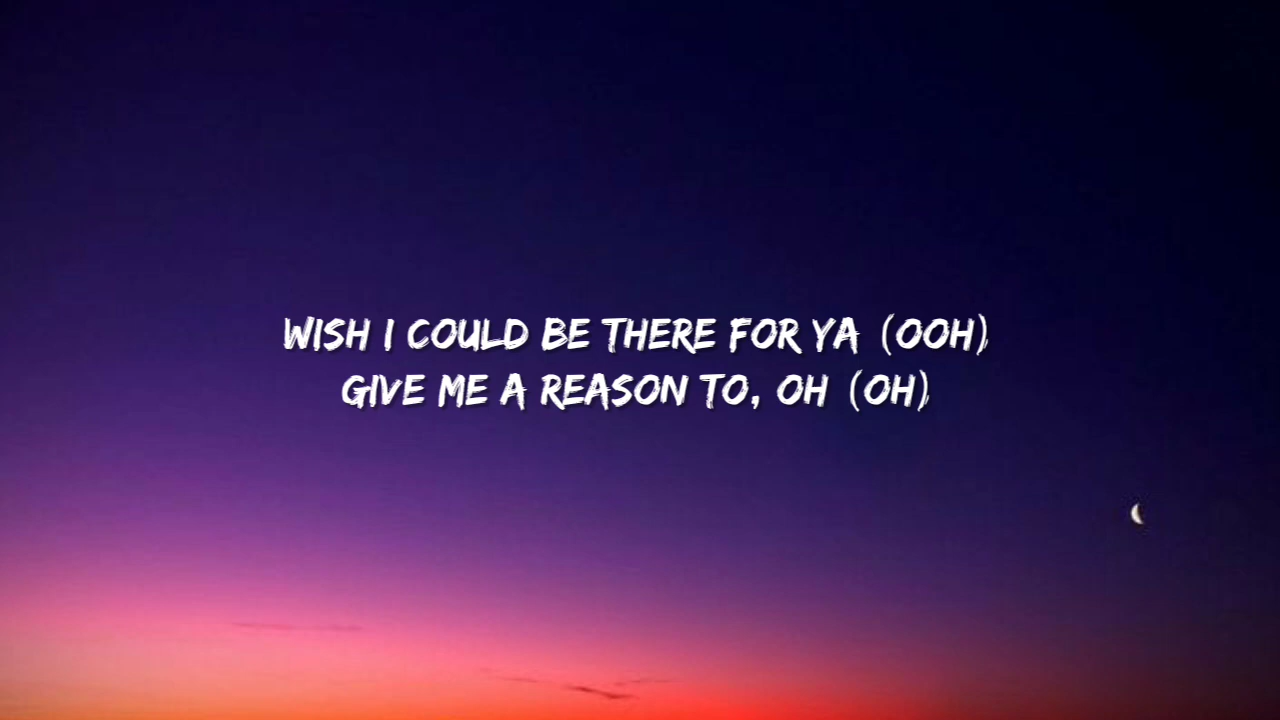 WISH I COULD BE THERE FOR YA (OOH)
GIVE ME A REASON TO, OH (OH)